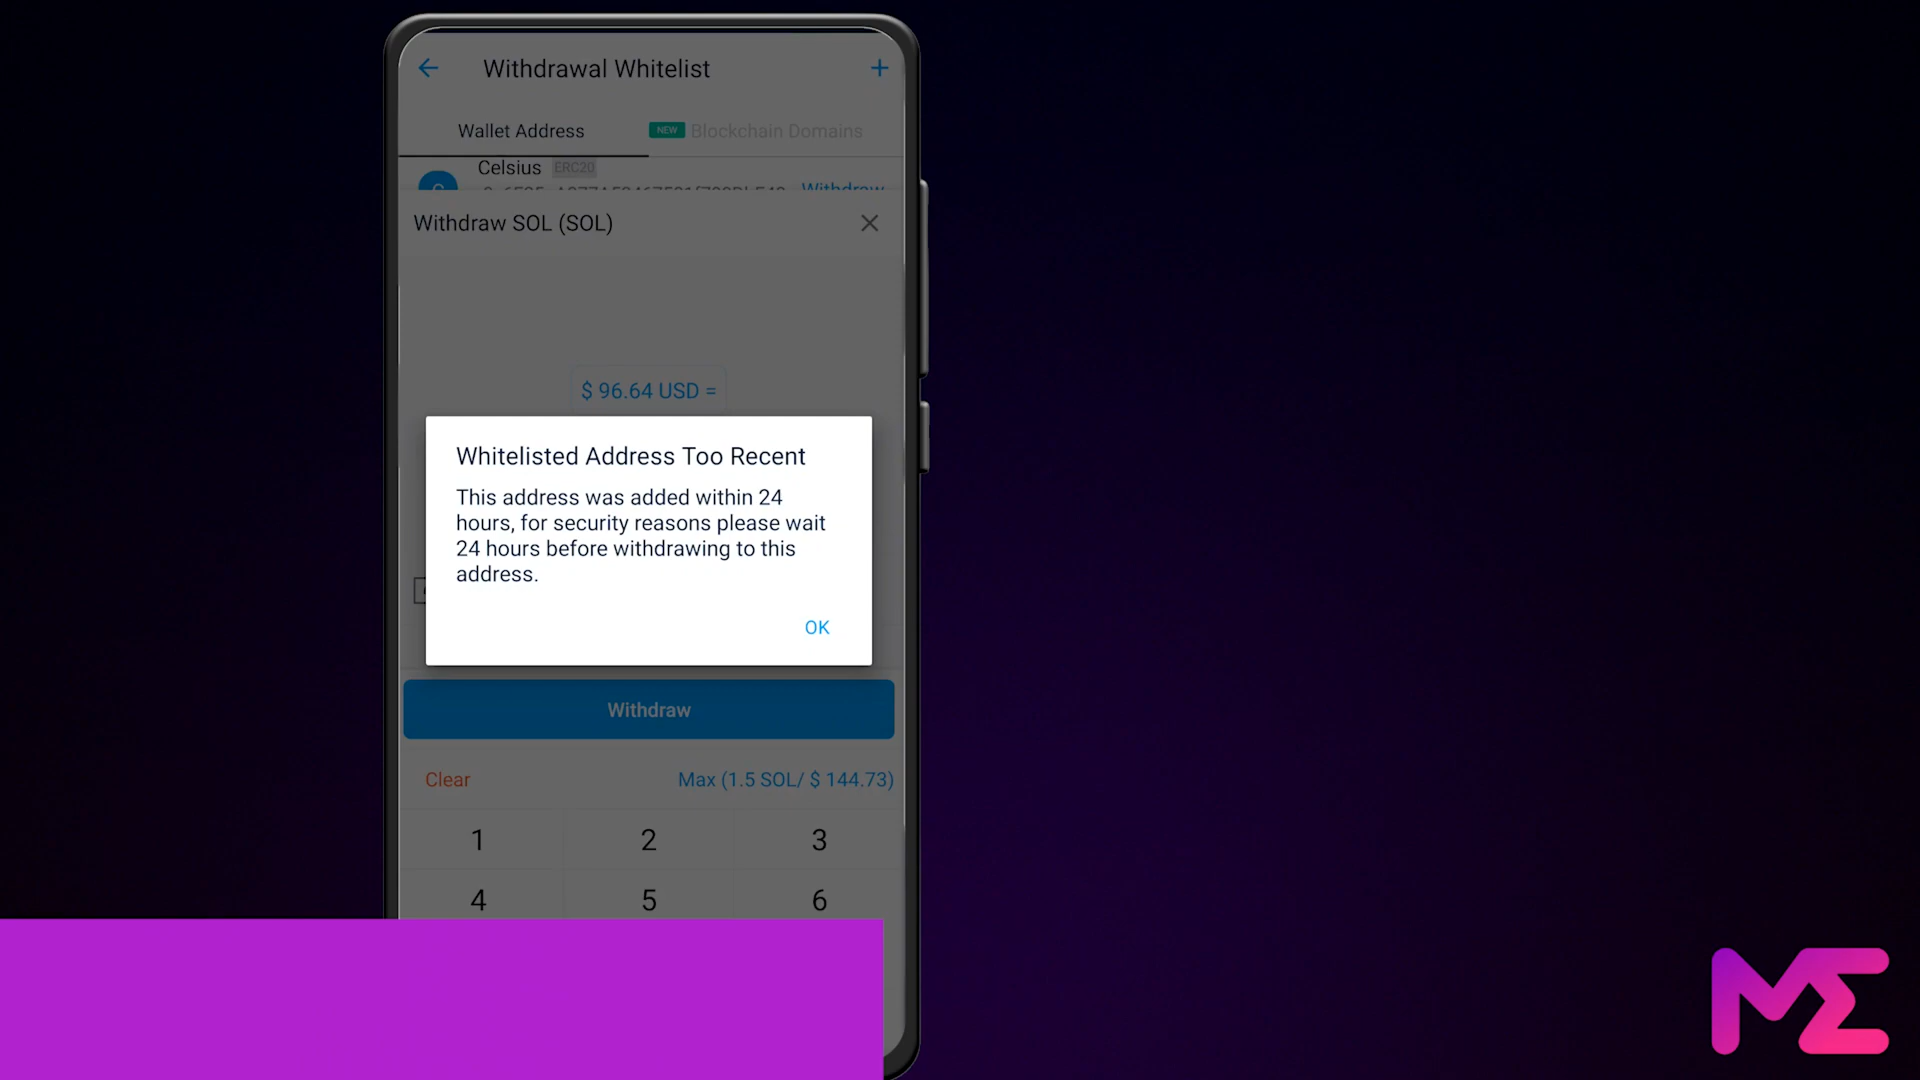 Withdrawal Whitelist
Wallet Address
NEW Blockchain Domains
Celsius ERC20
Withdraw
Withdraw SOL (SOL)
$ 96.64 USD =
Whitelisted Address Too Recent
This address was added within 24
hours, for security reasons please wait
24 hours before withdrawing to this
address.
OK
Withdraw
Clear
Max (1.5 SOL/ $ 144.73)
1 2 3
4 5 6